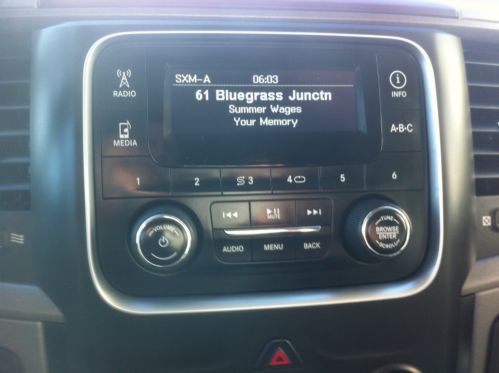 SXM-A 06:03
61 Bluegrass Junctn
Summer Wages
Your Memory
RADIO
MEDIA
INFO
A-B-C
1 2 3 4 5 6
MUTE
AUDIO MENU BACK
VOLUME
TUNE
BROWSE
ENTER
SCROLL